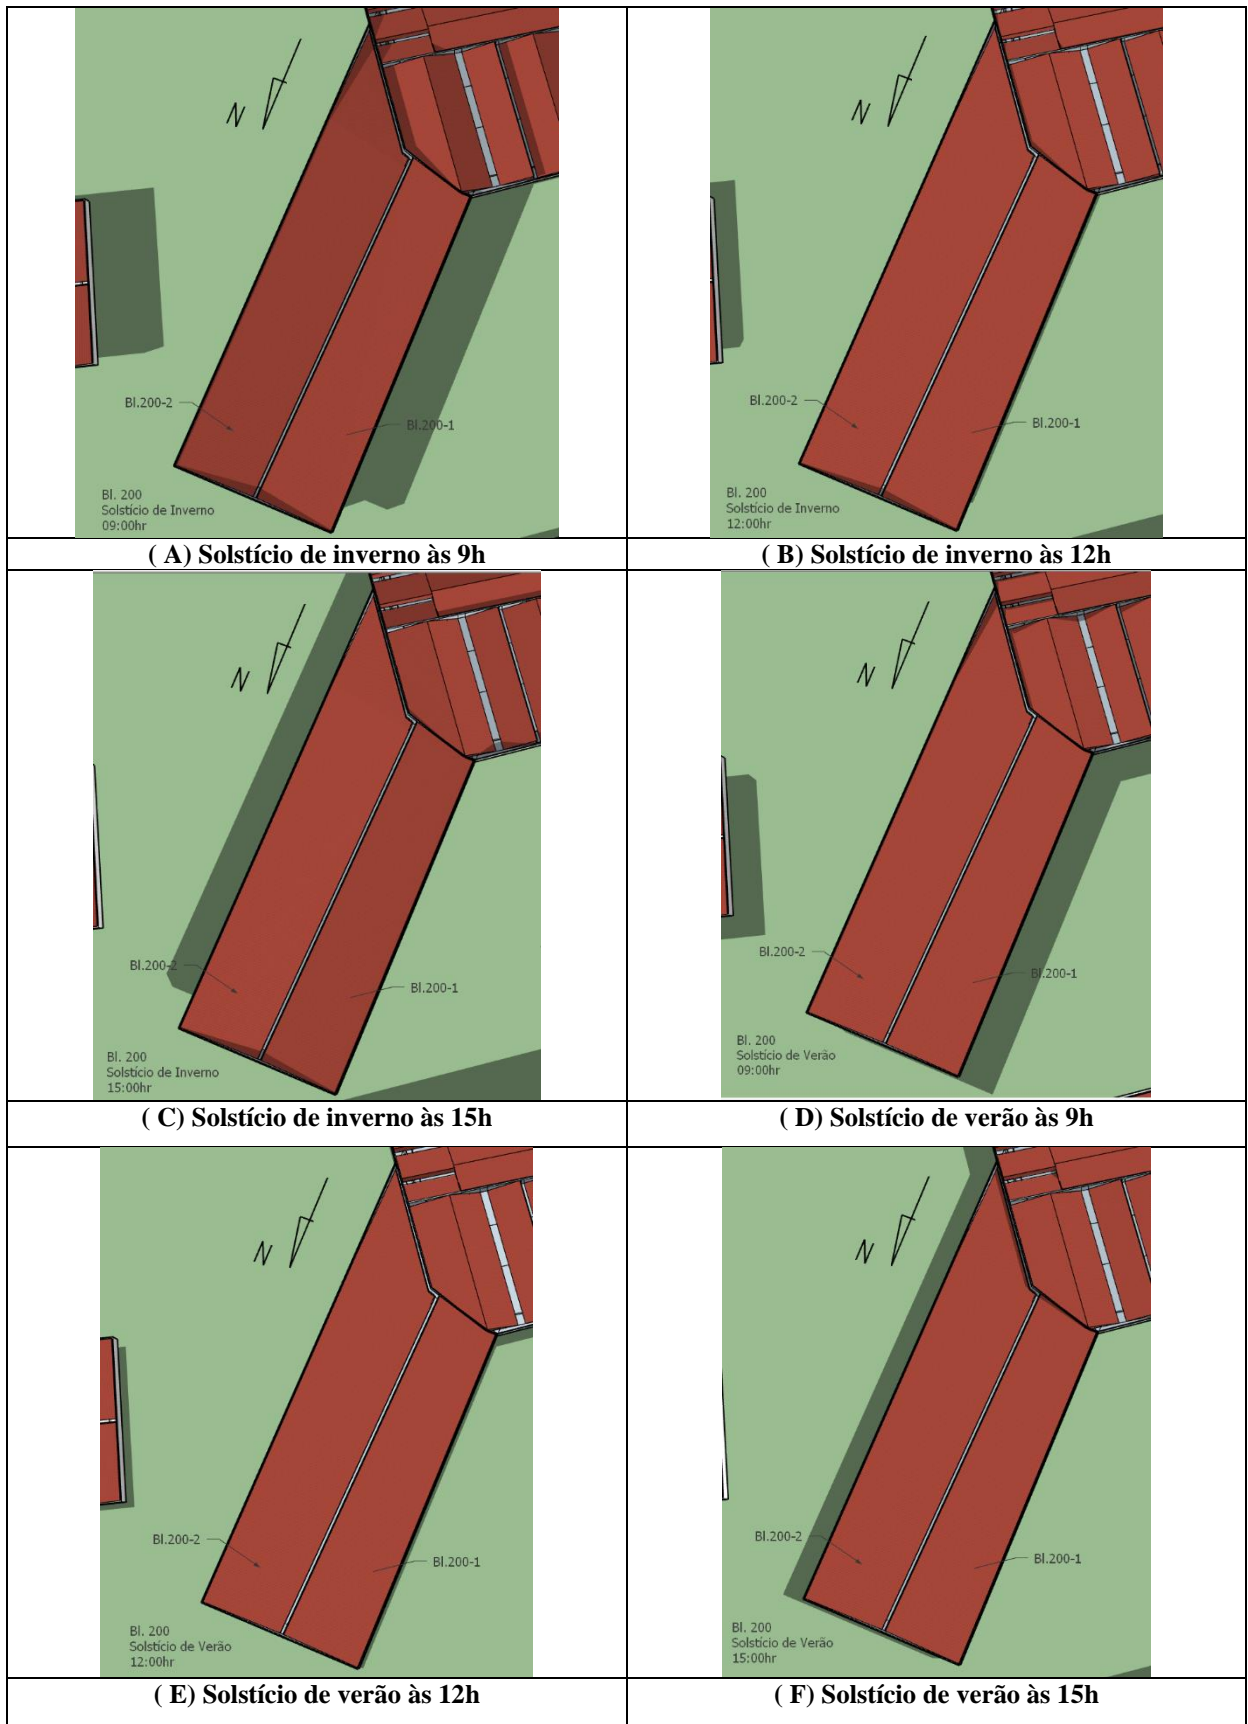 N
Bl.200-2
Bl.200-1
Bl. 200
Solstício de Inverno
09:00hr
( A) Solstício de inverno às 9h
N
Bl.200-2
Bl.200-1
Bl. 200
Solstício de Inverno
12:00hr
( B) Solstício de inverno às 12h
N
Bl.200-2
Bl.200-1
Bl. 200
Solstício de Inverno
15:00hr
( C) Solstício de inverno às 15h
N
Bl.200-2
Bl.200-1
Bl. 200
Solstício de Verão
09:00hr
( D) Solstício de verão às 9h
N
Bl.200-2
Bl.200-1
Bl. 200
Solstício de Verão
12:00hr
( E) Solstício de verão às 12h
N
Bl.200-2
Bl.200-1
Bl. 200
Solstício de Verão
15:00hr
( F) Solstício de verão às 15h